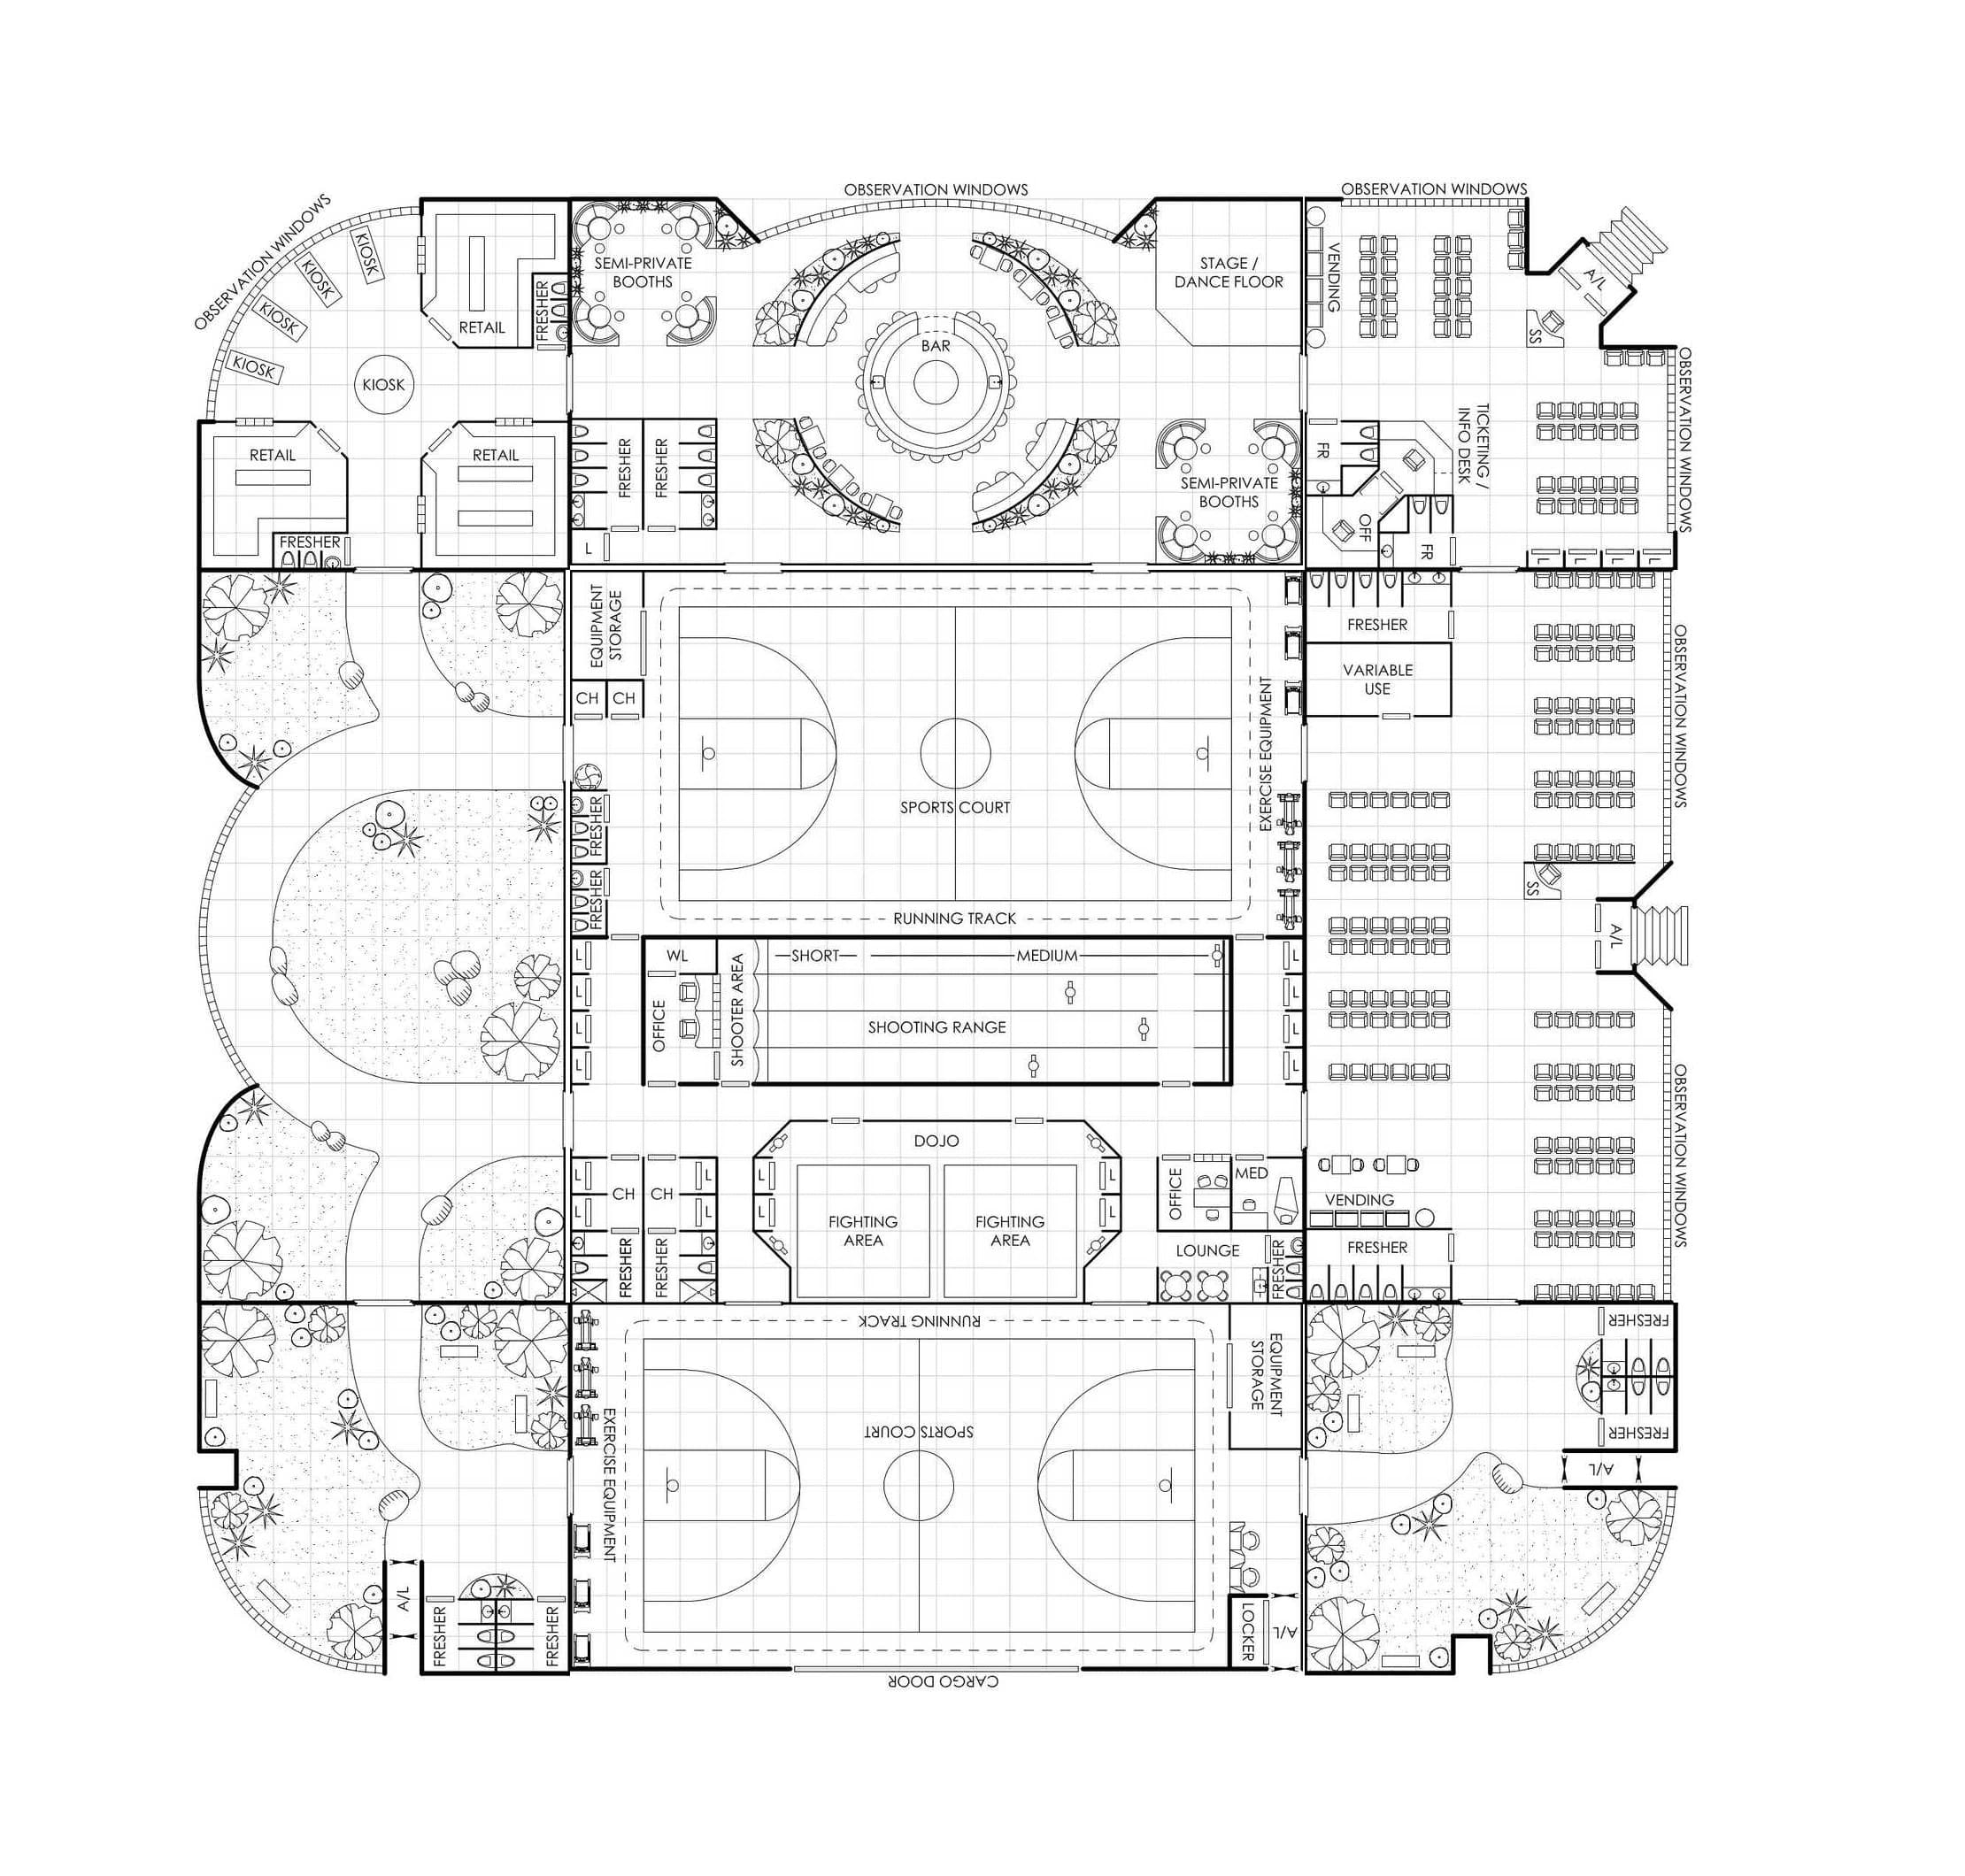 OBSERVATION WINDOWS
OBSERVATION WINDOWS
OBSERVATION WINDOWS
KIOSK
KIOSK
KIOSK
KIOSK
KIOSK
RETAIL
FRESHER
RETAIL
RETAIL
FRESHER
SEMI-PRIVATE
BOOTHS
BAR
STAGE /
DANCE FLOOR
FRESHER
FRESHER
L
SEMI-PRIVATE
BOOTHS
VENDING
A/L
SS
OBSERVATION WINDOWS
TICKETING /
INFO DESK
FR
OFF
FR
L
L
L
L
EQUIPMENT
STORAGE
CH
CH
FRESHER
FRESHER
SPORTS COURT
RUNNING TRACK
EXERCISE EQUIPMENT
FRESHER
VARIABLE
USE
OBSERVATION WINDOWS
SS
A/L
L
L
L
L
WL
OFFICE
SHOOTER AREA
SHORT
MEDIUM
SHOOTING RANGE
L
L
L
L
OBSERVATION WINDOWS
DOJO
L
L
CH
CH
L
L
L
L
FIGHTING
AREA
FIGHTING
AREA
L
L
OFFICE
MED
LOUNGE
FRESHER
FRESHER
FRESHER
VENDING
FRESHER
RUNNING TRACK
SPORTS COURT
EXERCISE EQUIPMENT
EQUIPMENT
STORAGE
FRESHER
FRESHER
A/L
A/L
FRESHER
FRESHER
LOCKER
A/L
CARGO DOOR